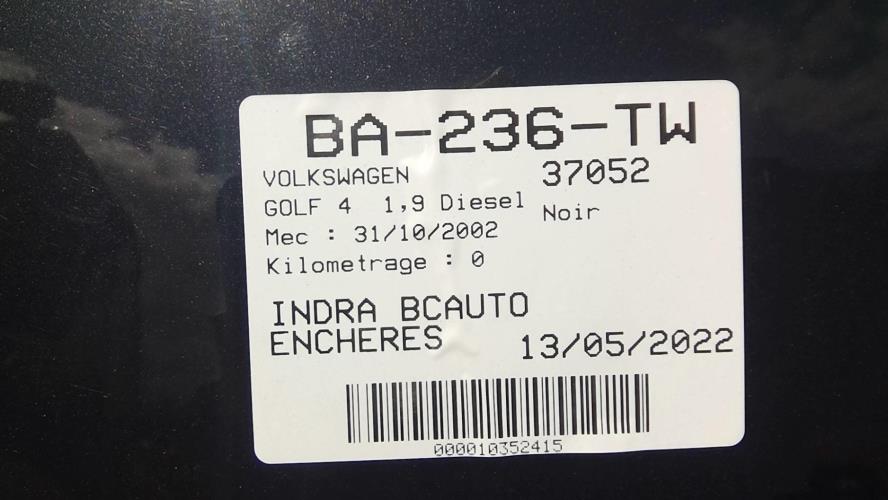 BA-236-TW
VOLKSWAGEN 37052
GOLF 4 1,9 Diesel Noir
Mec : 31/10/2002
Kilometrage : 0
INDRA BCAUTO
ENCHERES 13/05/2022
000010352415